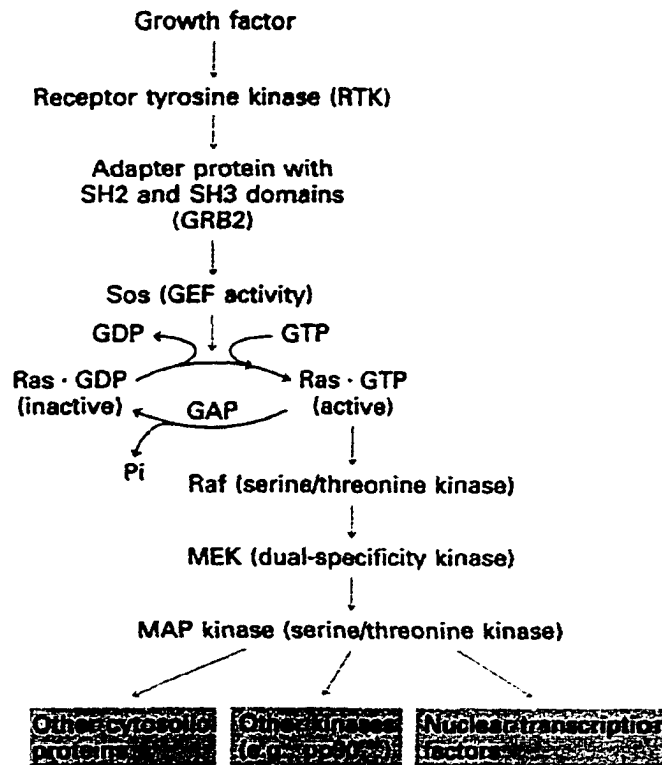 Growth factor
Receptor tyrosine kinase (RTK)
Adapter protein with
SH2 and SH3 domains
(GRB2)
Sos (GEF activity)
GDP GTP
Ras · GDP Ras · GTP
(inactive) GAP (active)
Pi
Raf (serine/threonine kinase)
MEK (dual-specificity kinase)
MAP kinase (serine/threonine kinase)
Other cytosolic Other kinases Nuclear transcription
proteins (e.g., factors